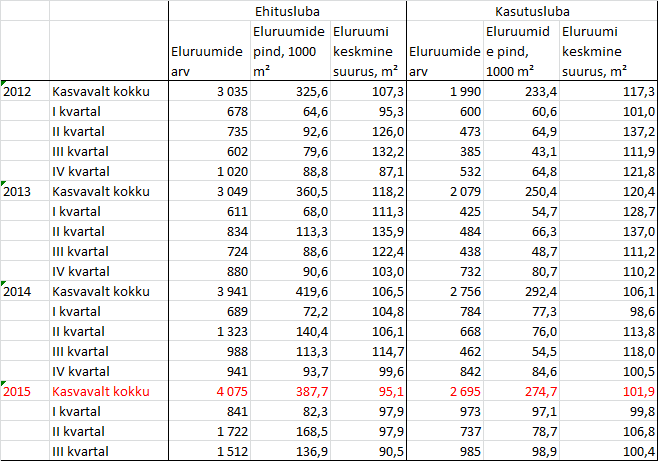 Ehitusluba Kasutusluba
Eluruumide arv Eluruumide pind, 1000 m² Eluruumi keskmine suurus, m² Eluruumide arv Eluruumid e pind, 1000 m² Eluruumi keskmine suurus, m²
2012 Kasvavalt kokku 3 035 325,6 107,3 1 990 233,4 117,3
I kvartal 678 64,6 95,3 600 60,6 101,0
II kvartal 735 92,6 126,0 473 64,9 137,2
III kvartal 602 79,6 132,2 385 43,1 111,9
IV kvartal 1 020 88,8 87,1 532 64,8 121,8
2013 Kasvavalt kokku 3 049 360,5 118,2 2 079 250,4 120,4
I kvartal 611 68,0 111,3 425 54,7 128,7
II kvartal 834 113,3 135,9 484 66,3 137,0
III kvartal 724 88,6 122,4 438 48,7 111,2
IV kvartal 880 90,6 103,0 732 80,7 110,2
2014 Kasvavalt kokku 3 941 419,6 106,5 2 756 292,4 106,1
I kvartal 689 72,2 104,8 784 77,3 98,6
II kvartal 1 323 140,4 106,1 668 76,0 113,8
III kvartal 988 113,3 114,7 462 54,5 118,0
IV kvartal 941 93,7 99,6 842 84,6 100,5
2015 Kasvavalt kokku 4 075 387,7 95,1 2 695 274,7 101,9
I kvartal 841 82,3 97,9 973 97,1 99,8
II kvartal 1 722 168,5 97,9 737 78,7 106,8
III kvartal 1 512 136,9 90,5 985 98,9 100,4